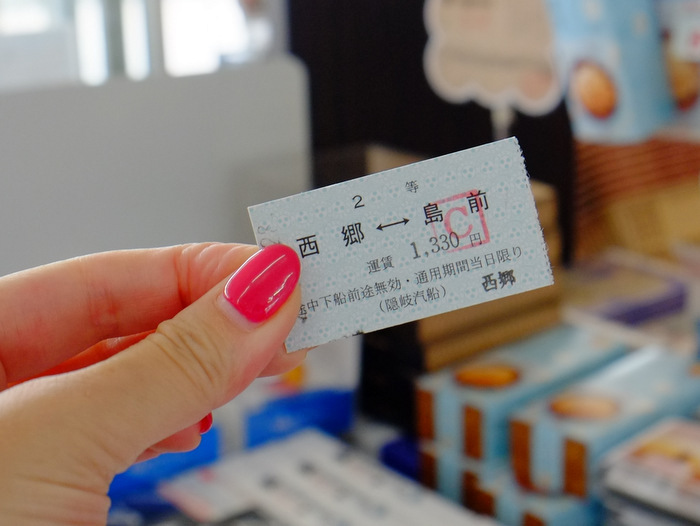 2 等
西 郷 ↔ 島 前
C
運賃 1,330 円
途中下船前途無効・通用期間当日限り
(隠岐汽船) 西郷